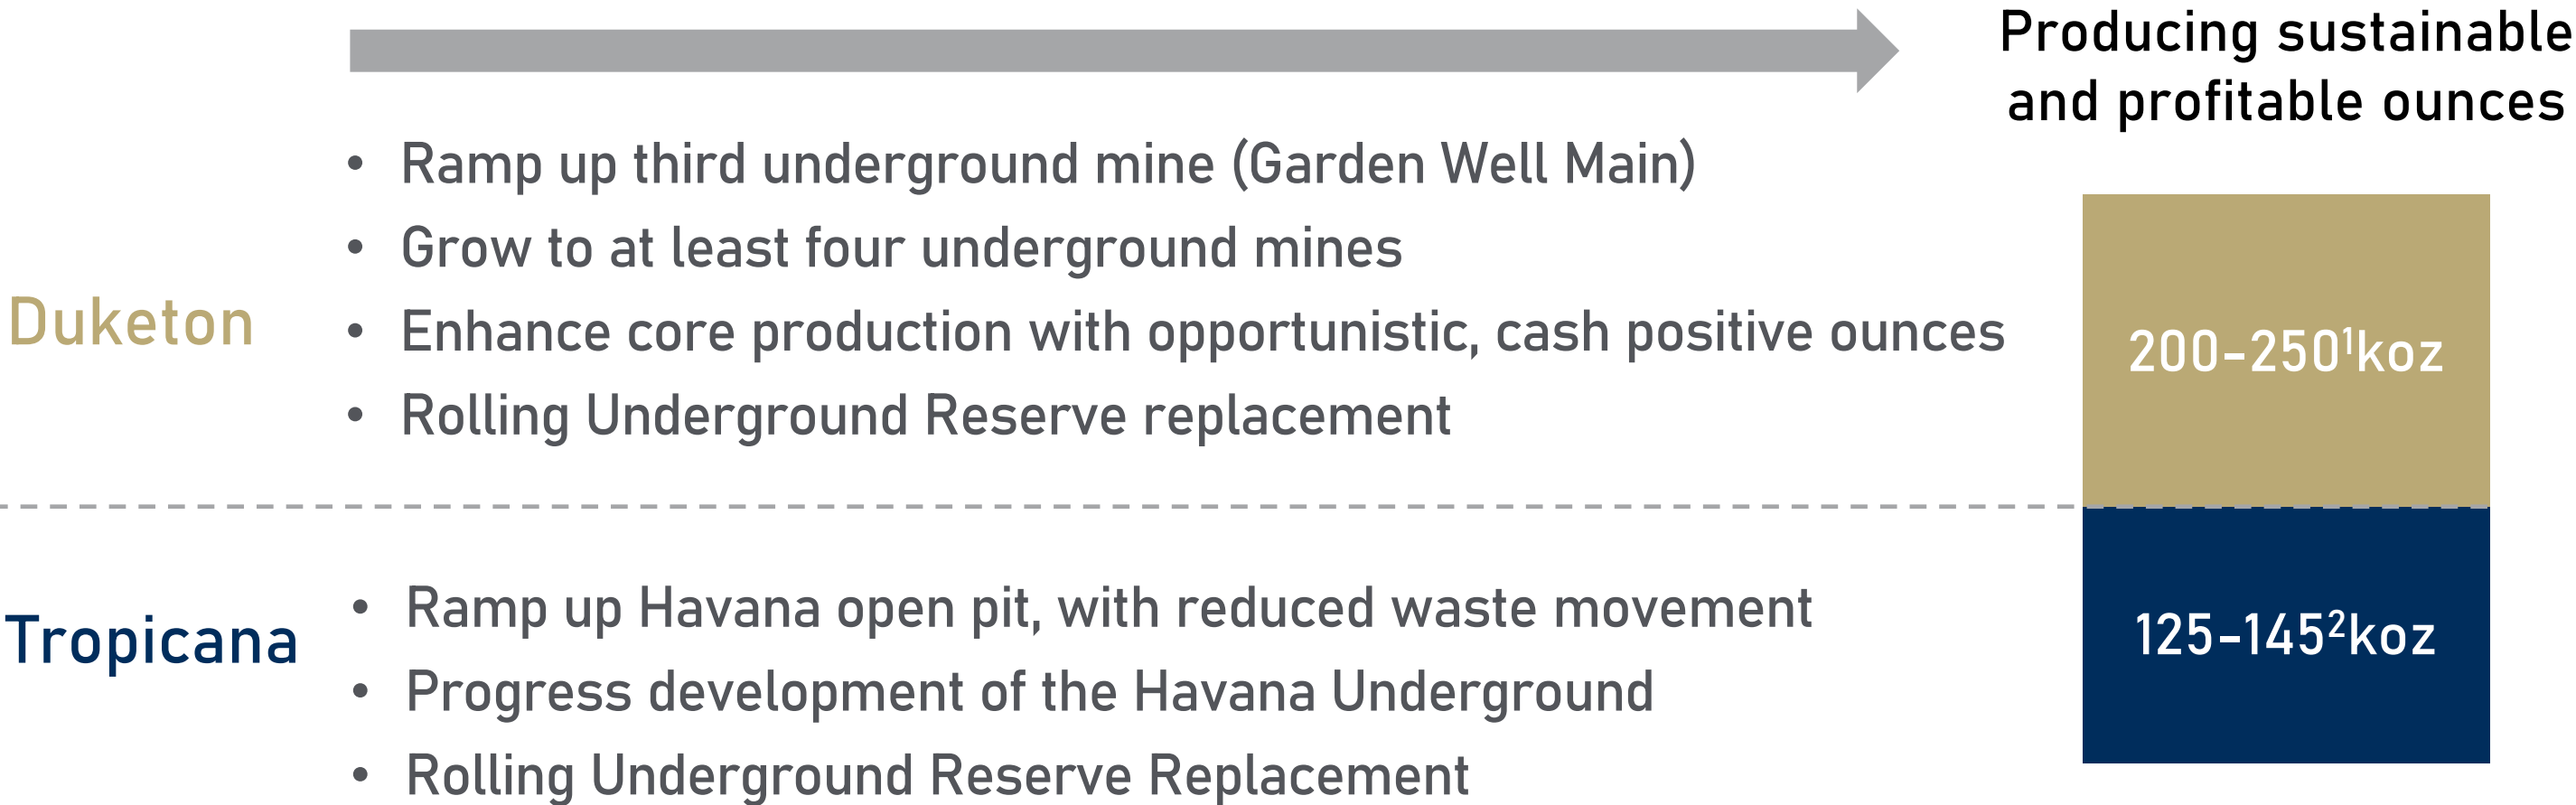 Producing sustainable
and profitable ounces
Duketon
• Ramp up third underground mine (Garden Well Main)
• Grow to at least four underground mines
• Enhance core production with opportunistic, cash positive ounces
• Rolling Underground Reserve replacement
200-250¹koz
Tropicana
• Ramp up Havana open pit, with reduced waste movement
• Progress development of the Havana Underground
• Rolling Underground Reserve Replacement
125-145²koz